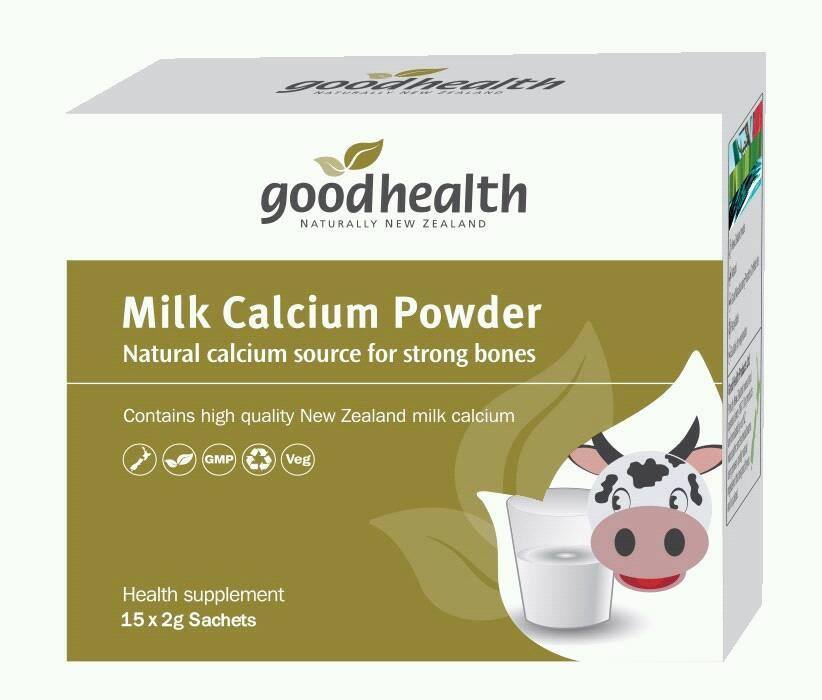 goodhealth
NATURALLY NEW ZEALAND
goodhealth
NATURALLY NEW ZEALAND
Milk Calcium Powder
Natural calcium source for strong bones
Contains high quality New Zealand milk calcium
GMP
Veg
Health supplement
15 x 2g Sachets